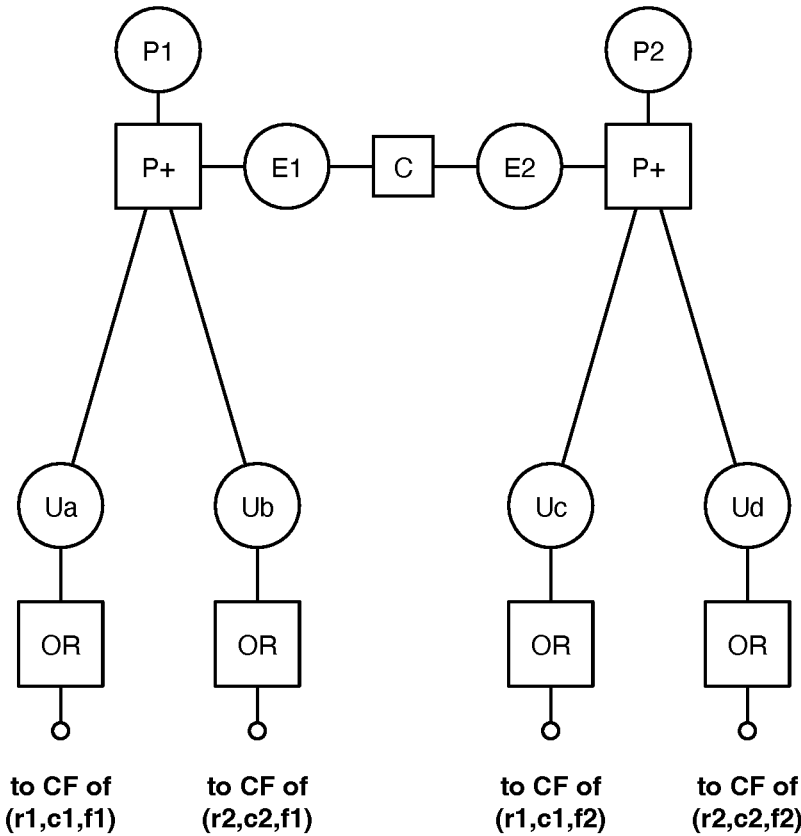 P1
P2
P+
E1
C
E2
P+
Ua
Ub
Uc
Ud
OR
OR
OR
OR
to CF of
(r1,c1,f1)
to CF of
(r2,c2,f1)
to CF of
(r1,c1,f2)
to CF of
(r2,c2,f2)